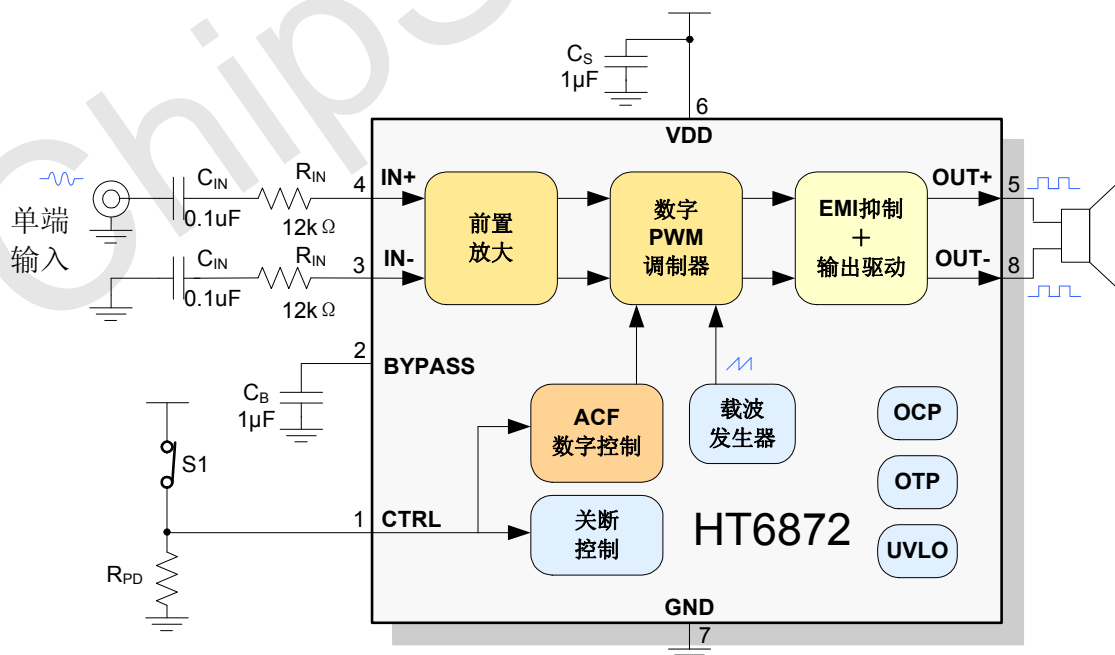 ChipS
CS
1μF
6
VDD
单端
输入
CIN
0.1uF
RIN
12kΩ
4
IN+
CIN
0.1uF
RIN
12kΩ
3
IN-
前置
放大
数字
PWM
调制器
EMI抑制
+
输出驱动
OUT+
5
OUT-
8
2
BYPASS
CB
1μF
ACF
数字控制
载波
发生器
OCP
OTP
UVLO
S1
1
CTRL
关断
控制
HT6872
RPD
GND
7